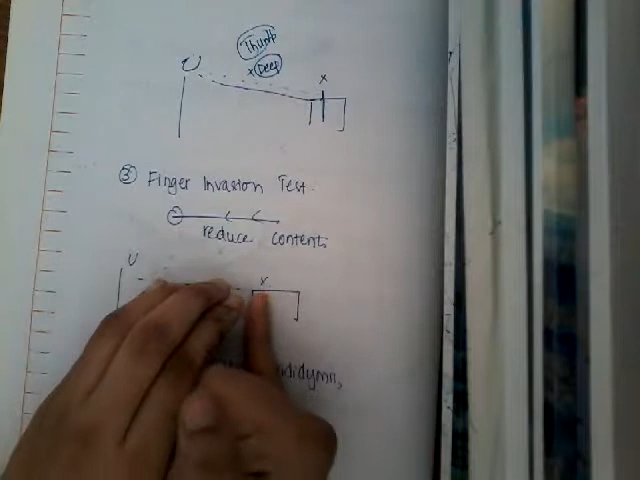 Thumb
x Deep
x
③ Finger Invasion Test.
reduce contents
U
x